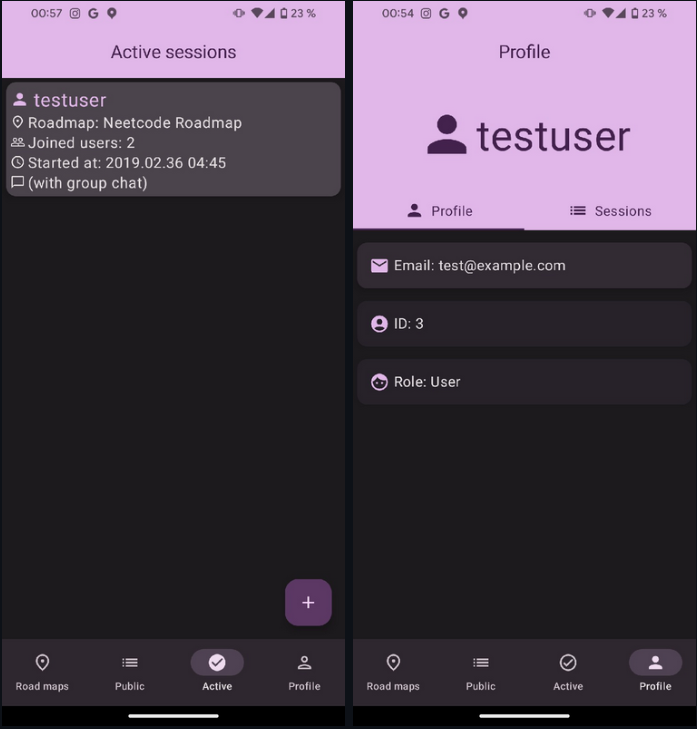 00:57
23 %
Active sessions
testuser
Roadmap: Neetcode Roadmap
Joined users: 2
Started at: 2019.02.36 04:45
(with group chat)
+
Road maps
Public
Active
Profile
00:54
23 %
Profile
testuser
Profile
Sessions
Email: test@example.com
ID: 3
Role: User
Road maps
Public
Active
Profile